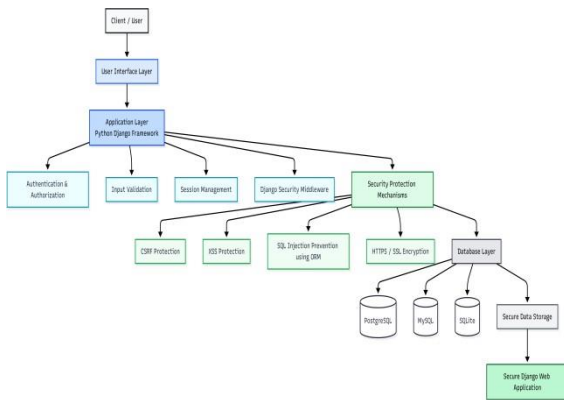 Client / User
User Interface Layer
Application Layer
Python Django Framework
Authentication &
Authorization
Input Validation
Session Management
Django Security Middleware
Security Protection
Mechanisms
CSRF Protection
XSS Protection
SQL Injection Prevention
using ORM
HTTPS / SSL Encryption
Database Layer
PostgreSQL
MySQL
SQLite
Secure Data Storage
Secure Django Web
Application